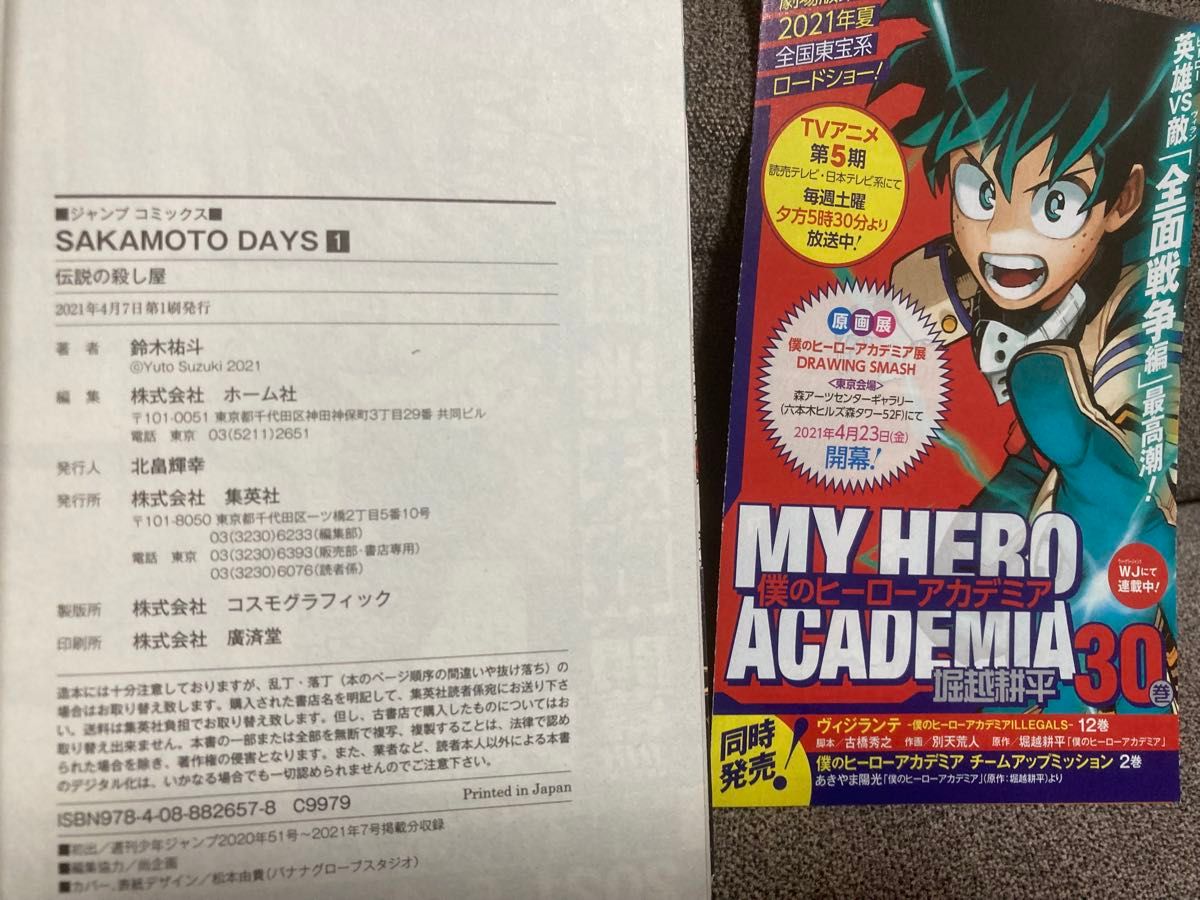 ■ジャンプ コミックス■
SAKAMOTO DAYS 1
伝説の殺し屋
2021年4月7日第1刷発行
著者 鈴木祐斗
©Yuto Suzuki 2021
編集 株式会社 ホーム社
〒101-0051 東京都千代田区神田神保町3丁目29番 共同ビル
電話 東京 03(5211)2651
発行人 北畠輝幸
発行所 株式会社 集英社
〒101-8050 東京都千代田区一ツ橋2丁目5番10号
03(3230)6233(編集部)
電話 東京 03(3230)6393(販売部・書店専用)
03(3230)6076(読者係)
製版所 株式会社 コスモグラフィック
印刷所 株式会社 廣済堂
造本には十分注意しておりますが、乱丁・落丁（本のページ順序の間違いや抜け落ち）の
場合はお取り替え致します。購入された書店名を明記して、集英社読者係宛にお送り下さ
い。送料は集英社負担でお取り替え致します。但し、古書店で購入したものについてはお
取り替え出来ません。本書の一部または全部を無断で複写、複製することは、法律で認め
られた場合を除き、著作権の侵害となります。また、業者など、読者本人以外による本書
のデジタル化は、いかなる場合でも一切認められませんのでご注意下さい。
Printed in Japan
ISBN978-4-08-882657-8 C9979
■初出／週刊少年ジャンプ2020年51号〜2021年7号掲載分収録
■編集協力／尚企画
■カバー、表紙デザイン／松本由貴(バナナグローブスタジオ)
2021年夏
全国東宝系
ロードショー!
TVアニメ
第5期
読売テレビ・日本テレビ系にて
毎週土曜
夕方5時30分より
放送中!
英雄VS敵「全面戦争編」最高潮!
原画展
僕のヒーローアカデミア展
DRAWING SMASH
<東京会場>
森アーツセンターギャラリー
(六本木ヒルズ森タワー52F)にて
2021年4月23日(金)
開幕!
MY HERO
僕のヒーローアカデミア
ACADEMIA
堀越耕平
30巻
WJにて
連載中!
同時
発売!
ヴィジランテ -僕のヒーローアカデミアILLEGALS- 12巻
脚本／古橋秀之 作画／別天荒人 原作／堀越耕平「僕のヒーローアカデミア」
僕のヒーローアカデミア チームアップミッション 2巻
あきやま陽光「僕のヒーローアカデミア」(原作:堀越耕平)より